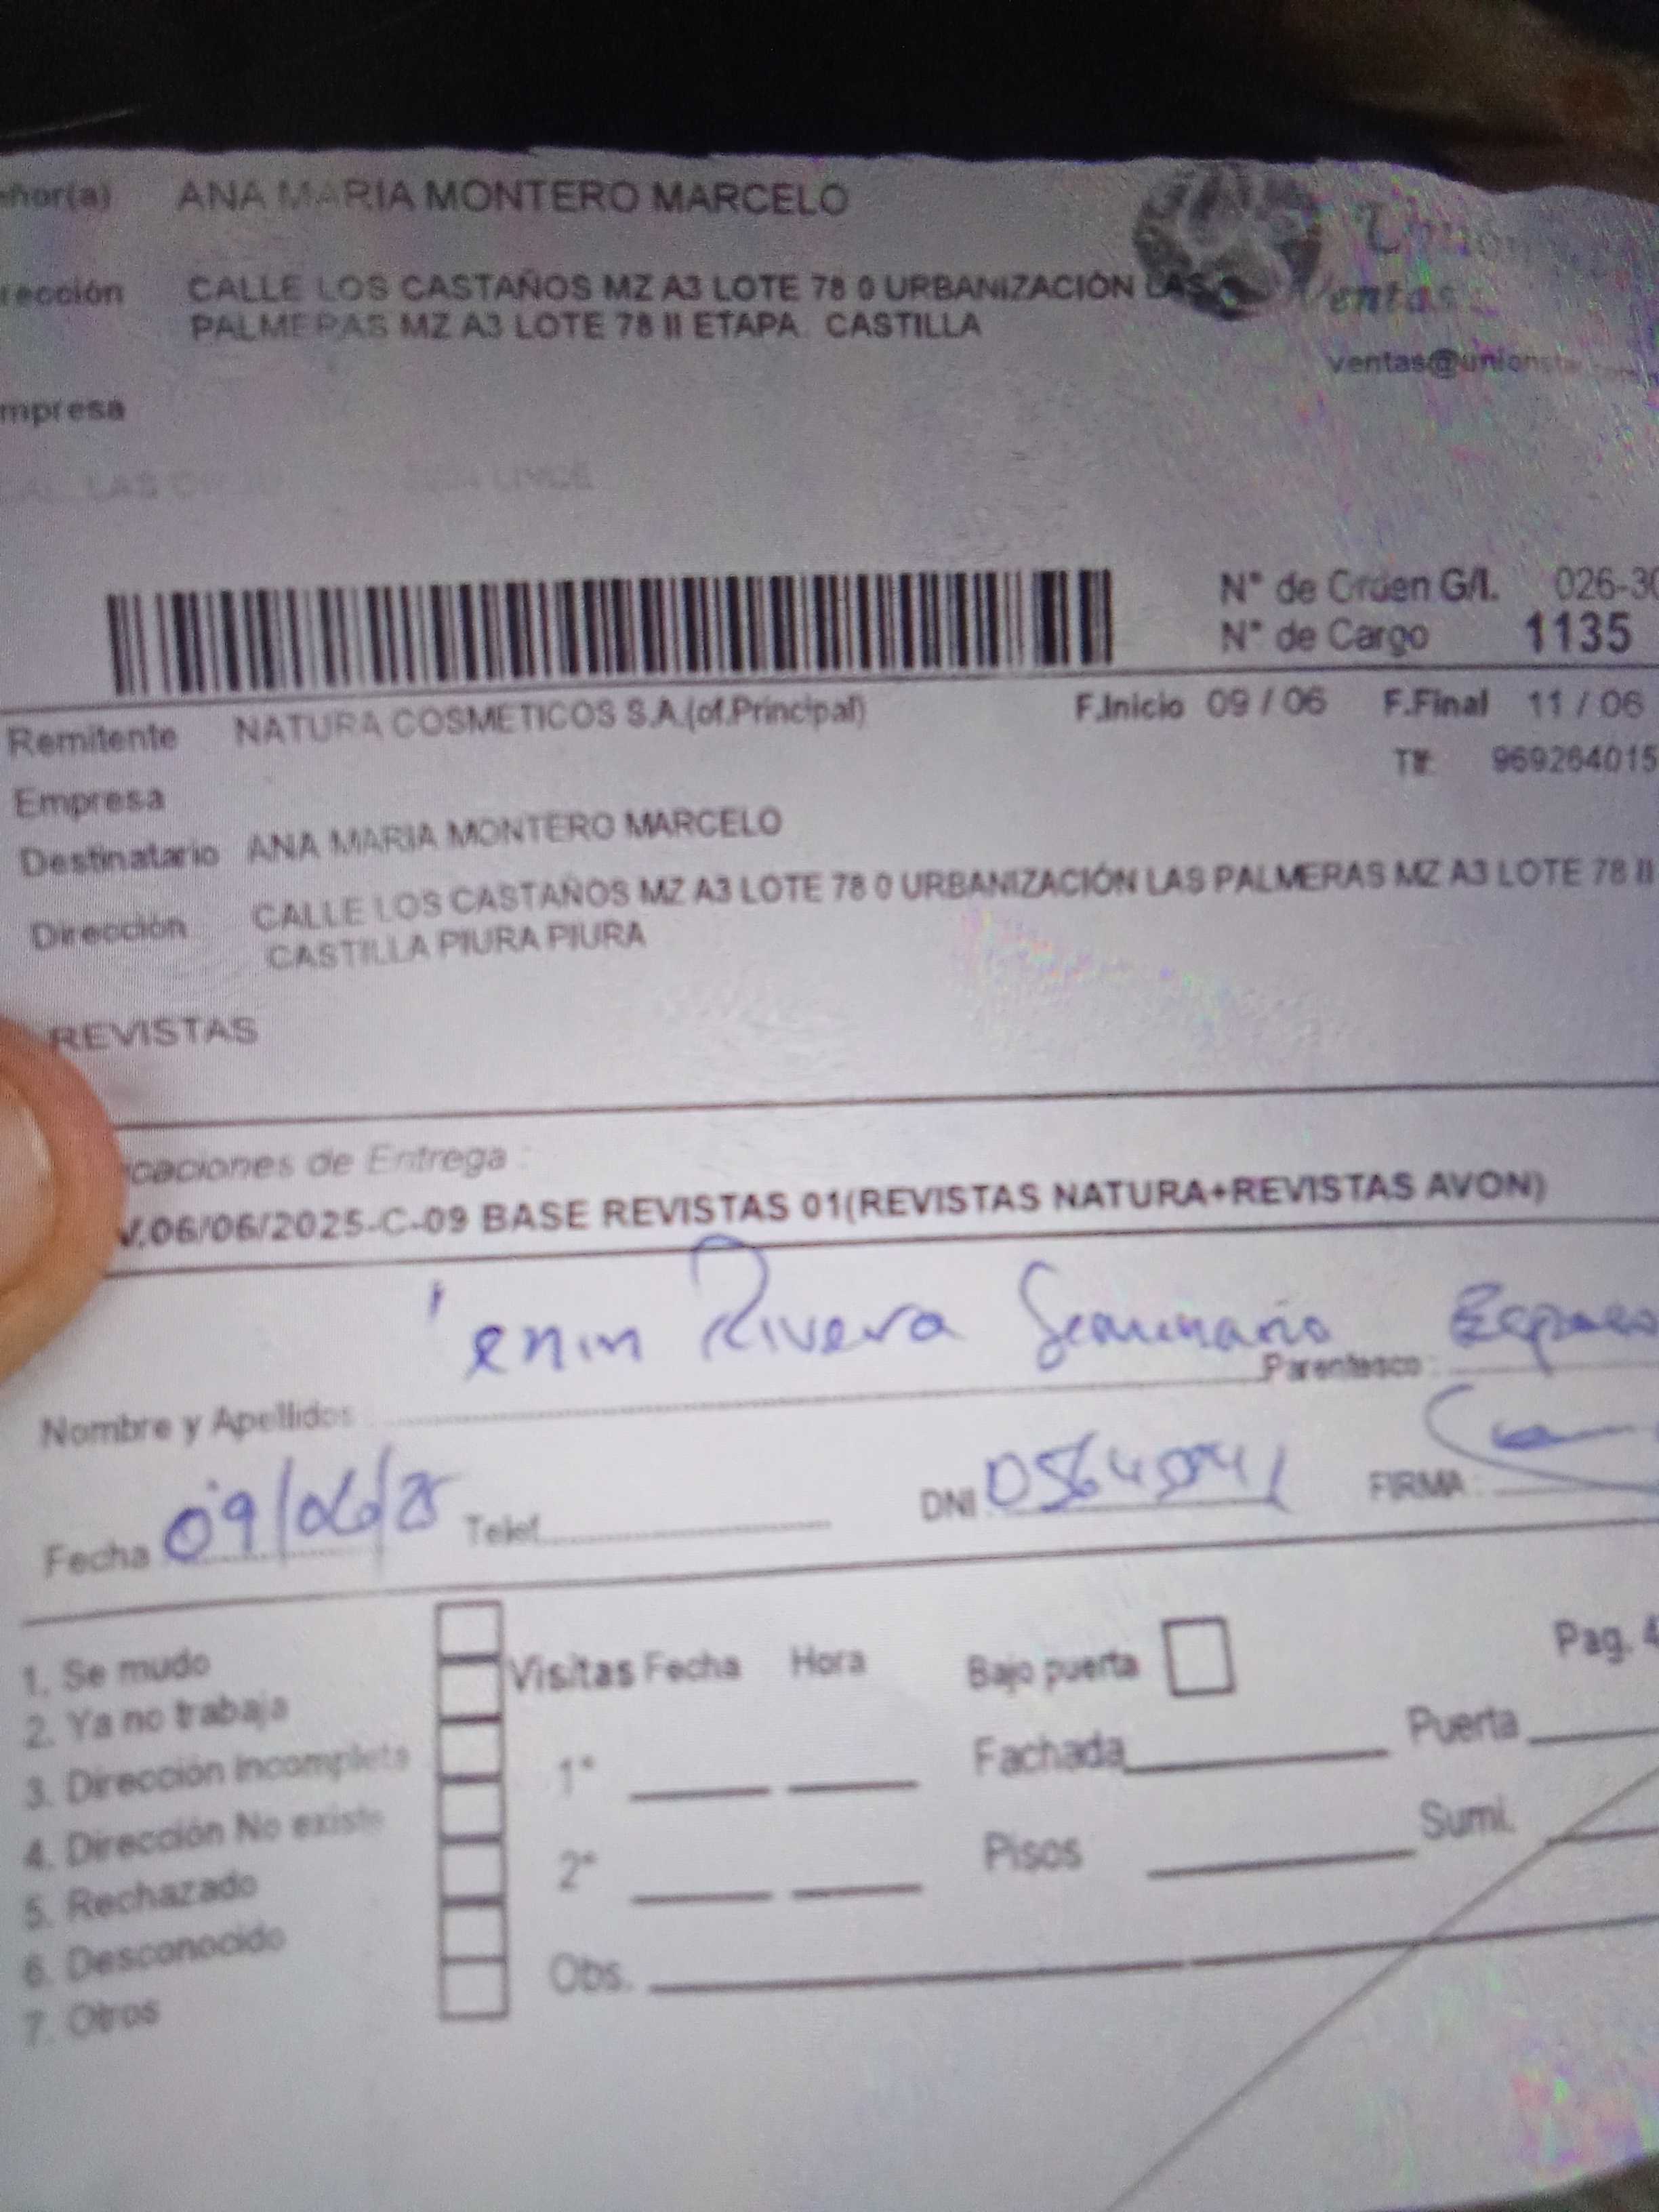 ñor(a) ANA MARIA MONTERO MARCELO
rección CALLE LOS CASTAÑOS MZ A3 LOTE 78 0 URBANIZACIÓN LAS
PALMERAS MZ A3 LOTE 78 II ETAPA. CASTILLA
Union
Ventas
ventas@unionstar
mpresa
N° de Orden G/I. 026-30
N° de Cargo 1135
Remitente NATURA COSMETICOS S.A.(of.Principal) F.Inicio 09 / 06 F.Final 11 / 06
Tlf: 969264015
Empresa
Destinatario ANA MARIA MONTERO MARCELO
Dirección CALLE LOS CASTAÑOS MZ A3 LOTE 78 0 URBANIZACIÓN LAS PALMERAS MZ A3 LOTE 78 II
CASTILLA PIURA PIURA
REVISTAS
caciones de Entrega :
V.06/06/2025-C-09 BASE REVISTAS 01(REVISTAS NATURA+REVISTAS AVON)
enin Rivera Seminario
Nombre y Apellidos Parentesco :
Fecha 09/06/25 Telef. DNI FIRMA :
1. Se mudo
2. Ya no trabaja
3. Dirección Incompleta
4. Dirección No existe
5. Rechazado
6. Desconocido
7. Otros
Visitas Fecha Hora
1°
2°
Obs.
Bajo puerta
Pag. 4
Fachada Puerta
Pisos Sumi.